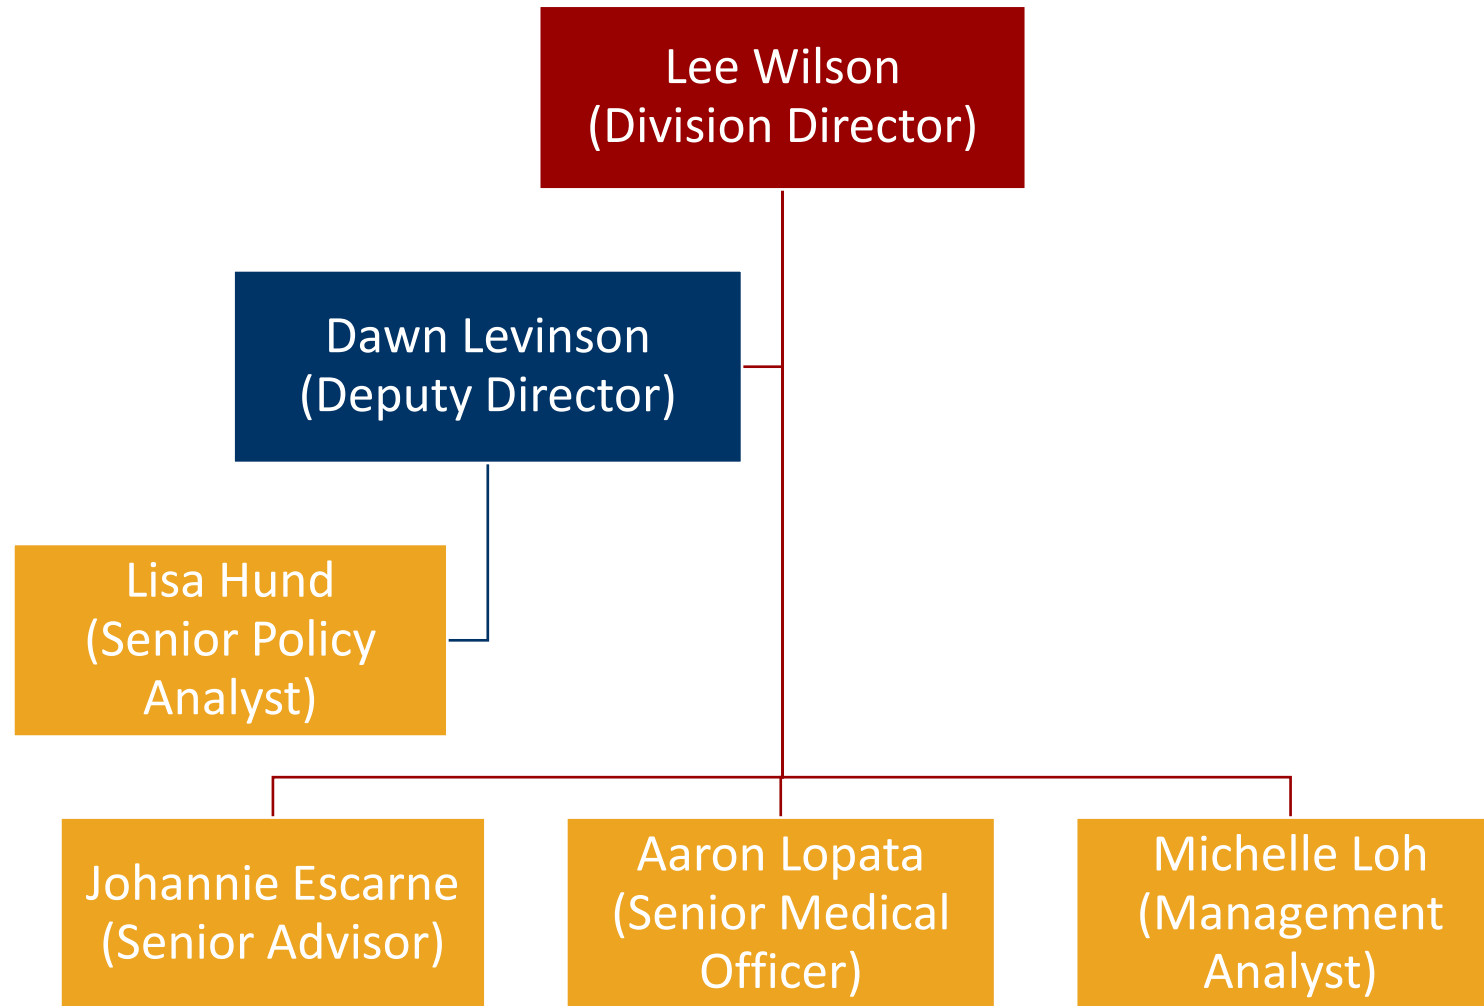 Lee Wilson
(Division Director)
Dawn Levinson
(Deputy Director)
Lisa Hund
(Senior Policy
Analyst)
Johannie Escarne
(Senior Advisor)
Aaron Lopata
(Senior Medical
Officer)
Michelle Loh
(Management
Analyst)